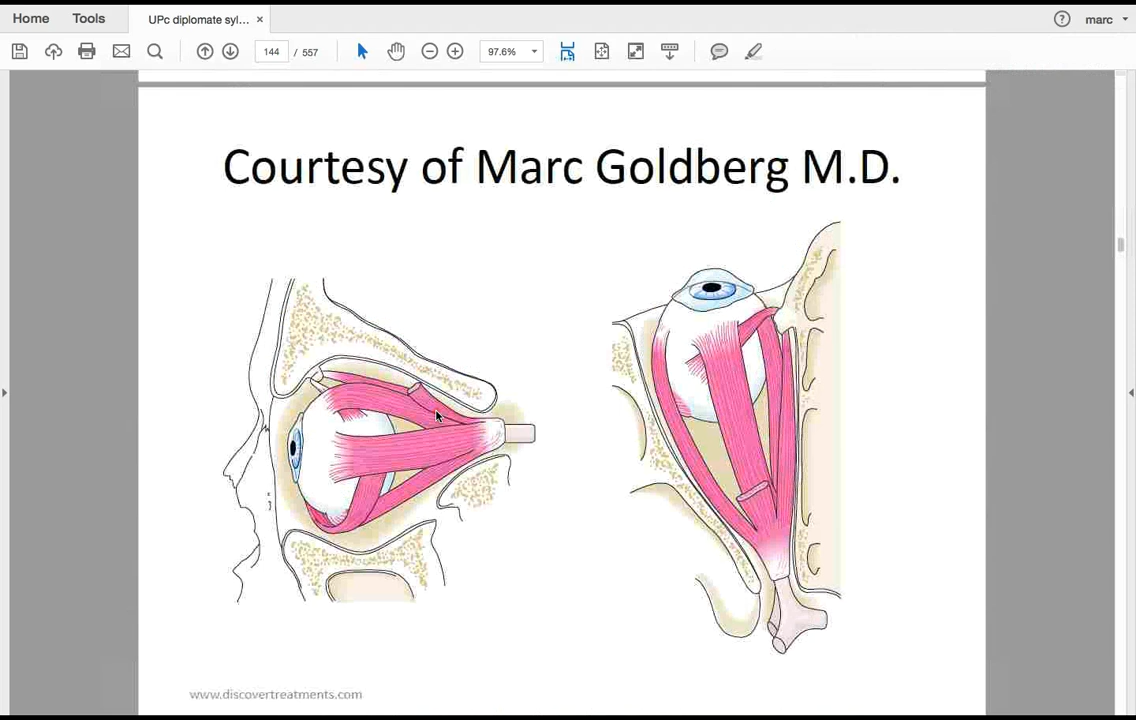 Home Tools UPc diplomate syl... × ? marc
144 / 557 97.6%
Courtesy of Marc Goldberg M.D.
www.discovertreatments.com